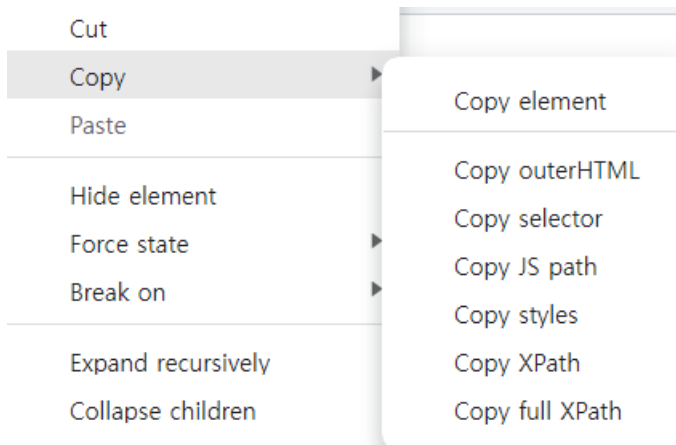 Cut
Copy
Paste
Hide element
Force state
Break on
Expand recursively
Collapse children
Copy element
Copy outerHTML
Copy selector
Copy JS path
Copy styles
Copy XPath
Copy full XPath